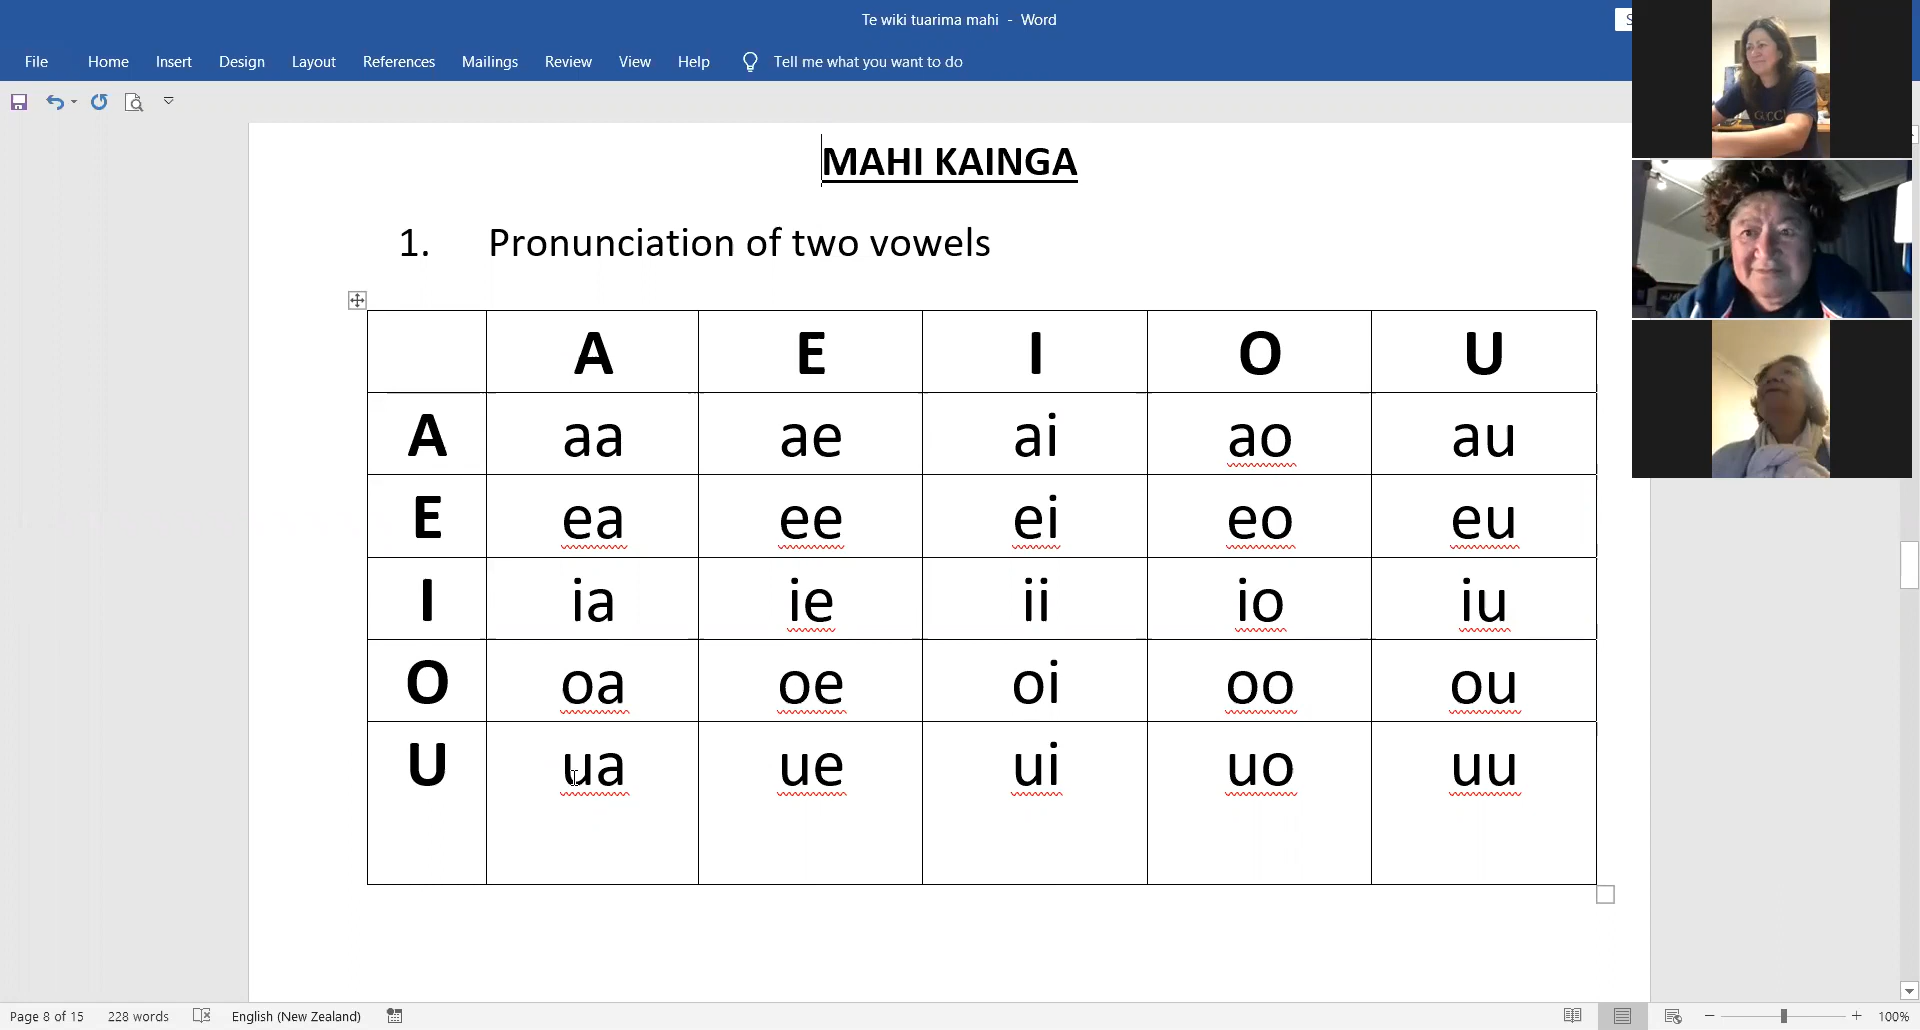 Te wiki tuarima mahi - Word
File Home Insert Design Layout References Mailings Review View Help Tell me what you want to do
MAHI KAINGA
1. Pronunciation of two vowels
A E I O U
A aa ae ai ao au
E ea ee ei eo eu
I ia ie ii io iu
O oa oe oi oo ou
U ua ue ui uo uu
Page 8 of 15 228 words English (New Zealand) 100%
GUCCI